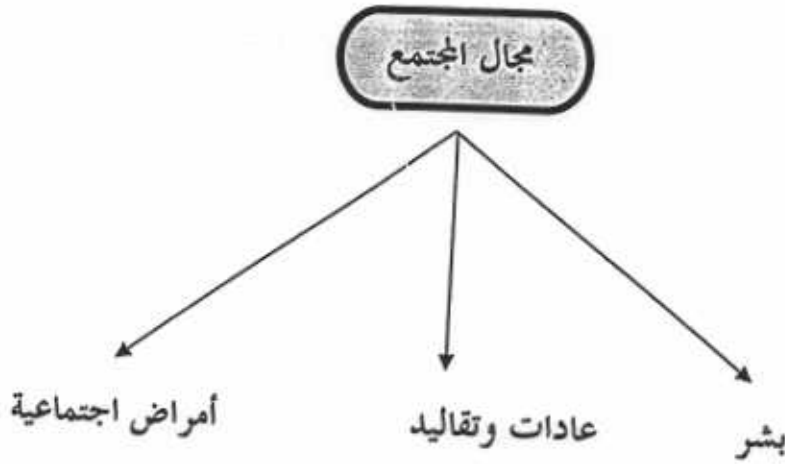 مجال المجتمع
بشر
عادات وتقاليد
أمراض اجتماعية